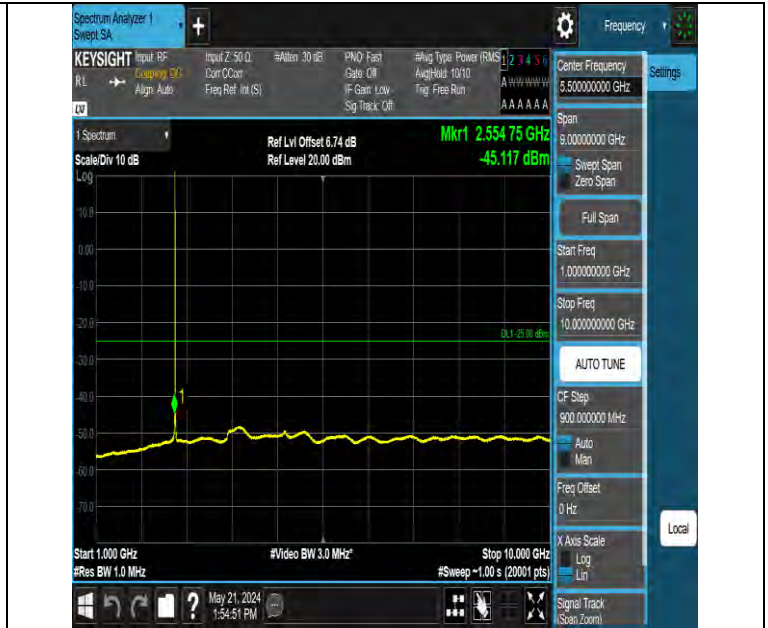 Spectrum Analyzer 1
Swept SA
+
Frequency
KEYSIGHT
RL
LXI
Input: RF
Coupling: DC
Align: Auto
Input Z: 50 Ω
Corr CCorr
Freq Ref: Int (S)
#Atten: 30 dB
PNO: Fast
Gate: Off
IF Gain: Low
Sig Track: Off
#Avg Type: Power (RMS
Avg|Hold: 10/10
Trig: Free Run
1 2 3 4 5 6
A W W W W W
A A A A A A
Center Frequency
5.500000000 GHz
Settings
1 Spectrum
Scale/Div 10 dB
Log
Ref Lvl Offset 6.74 dB
Ref Level 20.00 dBm
Mkr1 2.554 75 GHz
-45.117 dBm
Span
9.00000000 GHz
Swept Span
Zero Span
Full Span
Start Freq
1.000000000 GHz
Stop Freq
10.000000000 GHz
AUTO TUNE
CF Step
900.000000 MHz
Auto
Man
Freq Offset
0 Hz
X Axis Scale
Log
Lin
Signal Track
(Span Zoom)
Local
10.0
0.00
-10.0
-20.0
-30.0
-40.0
-50.0
-60.0
-70.0
DL1 -25.00 dBm
1
Start 1.000 GHz
#Res BW 1.0 MHz
#Video BW 3.0 MHz*
Stop 10.000 GHz
#Sweep ~1.00 s (20001 pts)
?
May 21, 2024
1:54:51 PM